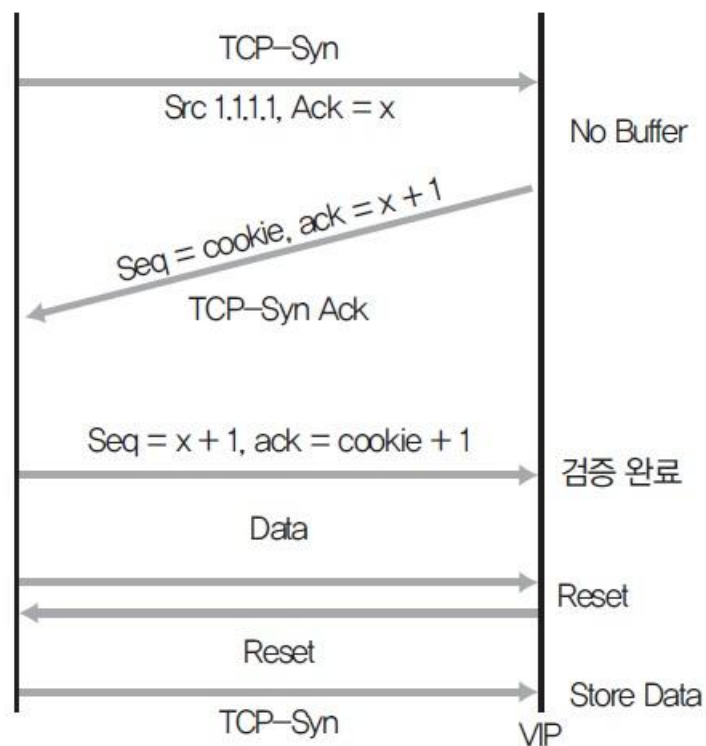 TCP–Syn
Src 1.1.1.1, Ack = x
No Buffer
Seq = cookie, ack = x + 1
TCP–Syn Ack
Seq = x + 1, ack = cookie + 1
검증 완료
Data
Reset
Reset
Store Data
TCP–Syn
VIP